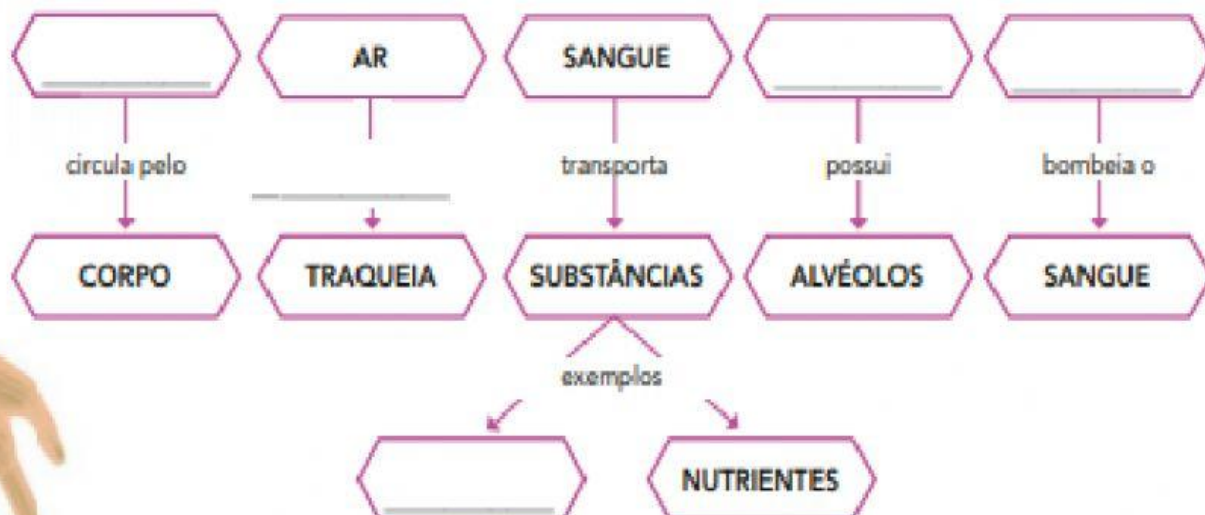 AR SANGUE
circula pelo transporta possui bombeia o
CORPO TRAQUEIA SUBSTÂNCIAS ALVÉOLOS SANGUE
exemplos
NUTRIENTES